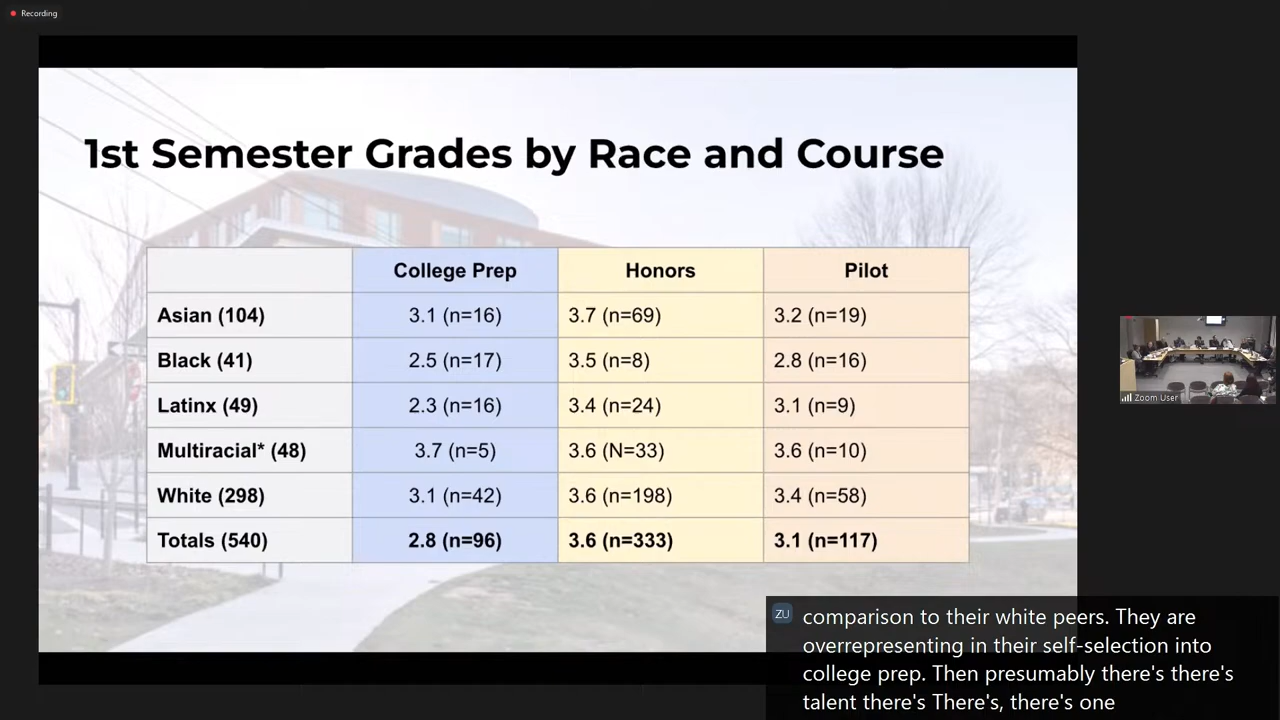 Recording
1st Semester Grades by Race and Course
College Prep Honors Pilot
Asian (104) 3.1 (n=16) 3.7 (n=69) 3.2 (n=19)
Black (41) 2.5 (n=17) 3.5 (n=8) 2.8 (n=16)
Latinx (49) 2.3 (n=16) 3.4 (n=24) 3.1 (n=9)
Multiracial* (48) 3.7 (n=5) 3.6 (N=33) 3.6 (n=10)
White (298) 3.1 (n=42) 3.6 (n=198) 3.4 (n=58)
Totals (540) 2.8 (n=96) 3.6 (n=333) 3.1 (n=117)
Zoom User
ZU
comparison to their white peers. They are
overrepresenting in their self-selection into
college prep. Then presumably there's there's
talent there's There's, there's one